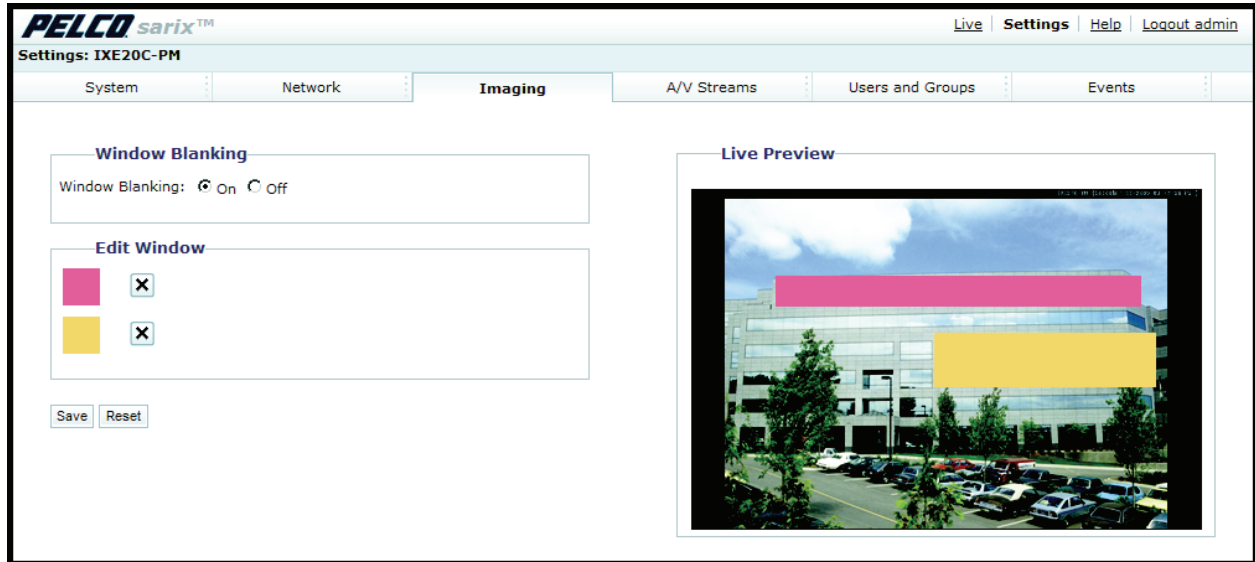 PELCO sarix™
Live Settings Help Logout admin
Settings: IXE20C-PM
System Network Imaging A/V Streams Users and Groups Events
Window Blanking
Window Blanking: On Off
Edit Window
Save Reset
Live Preview